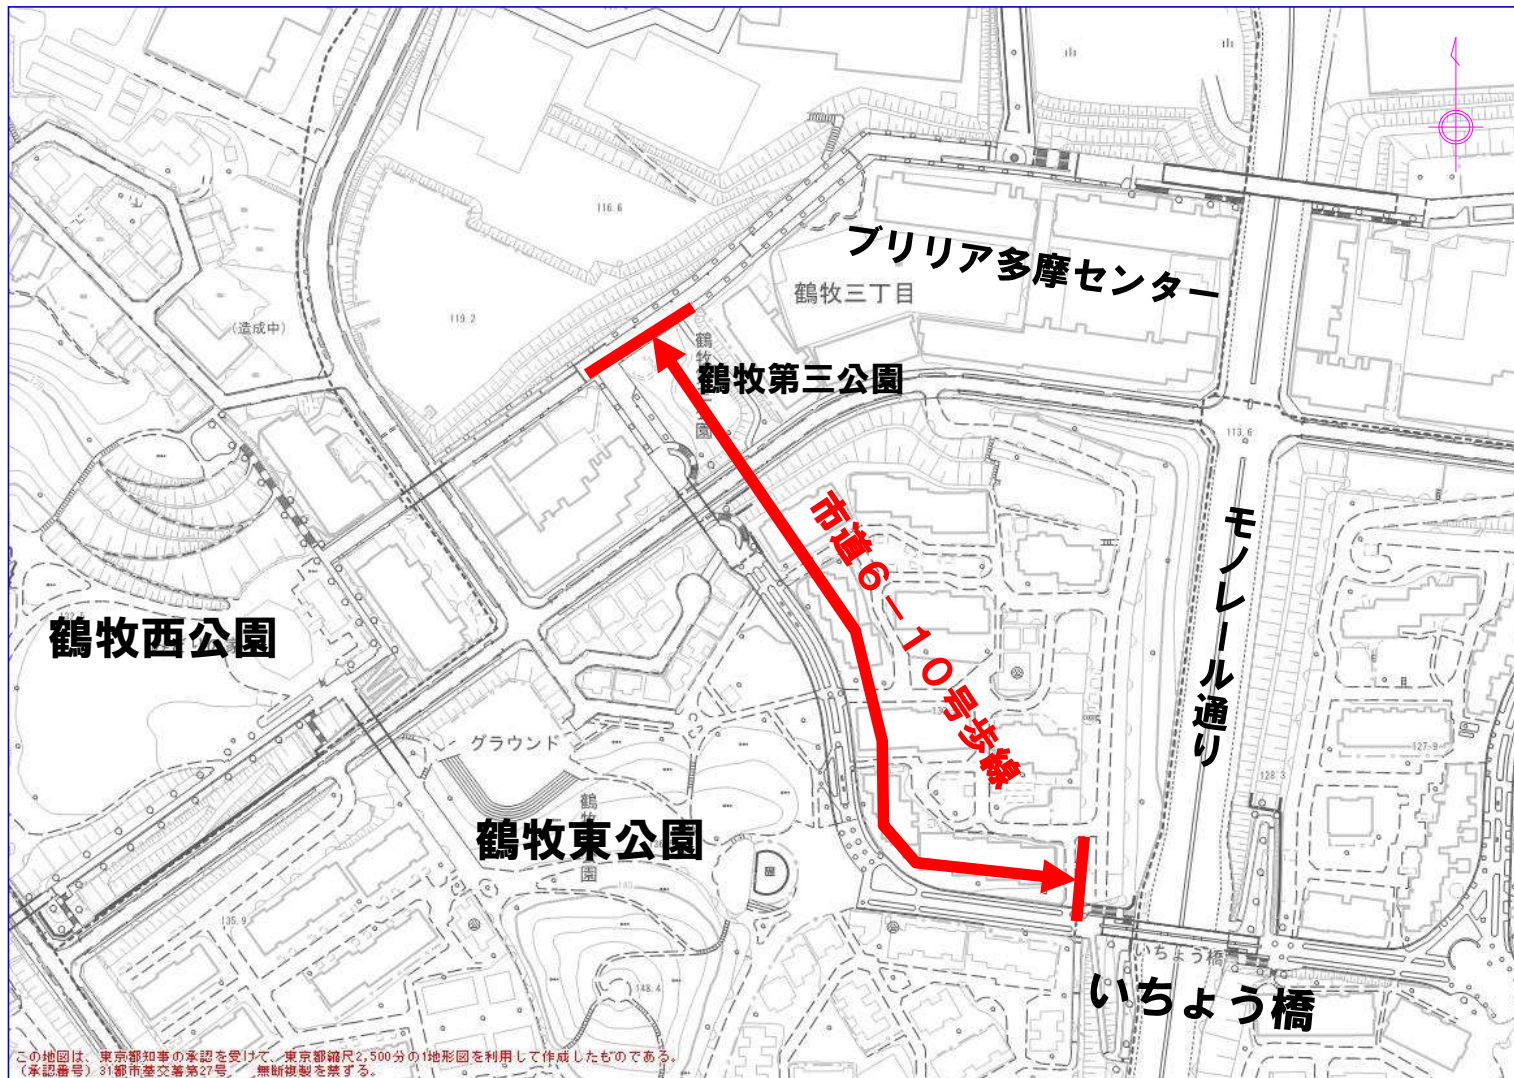 116.6
ブリリア多摩センター
鶴牧三丁目
119.2
(造成中)
鶴牧第三公園
113.6
市道6-10号歩線
モノレール通り
鶴牧西公園
グラウンド
127.9
128.3
鶴牧東公園
135.9
148.4
いちょう橋
いちょう橋
この地図は、東京都知事の承認を受けて、東京都縮尺2,500分の1地形図を利用して作成したものである。
(承認番号) 31都市基交著第27号 無断複製を禁ずる。